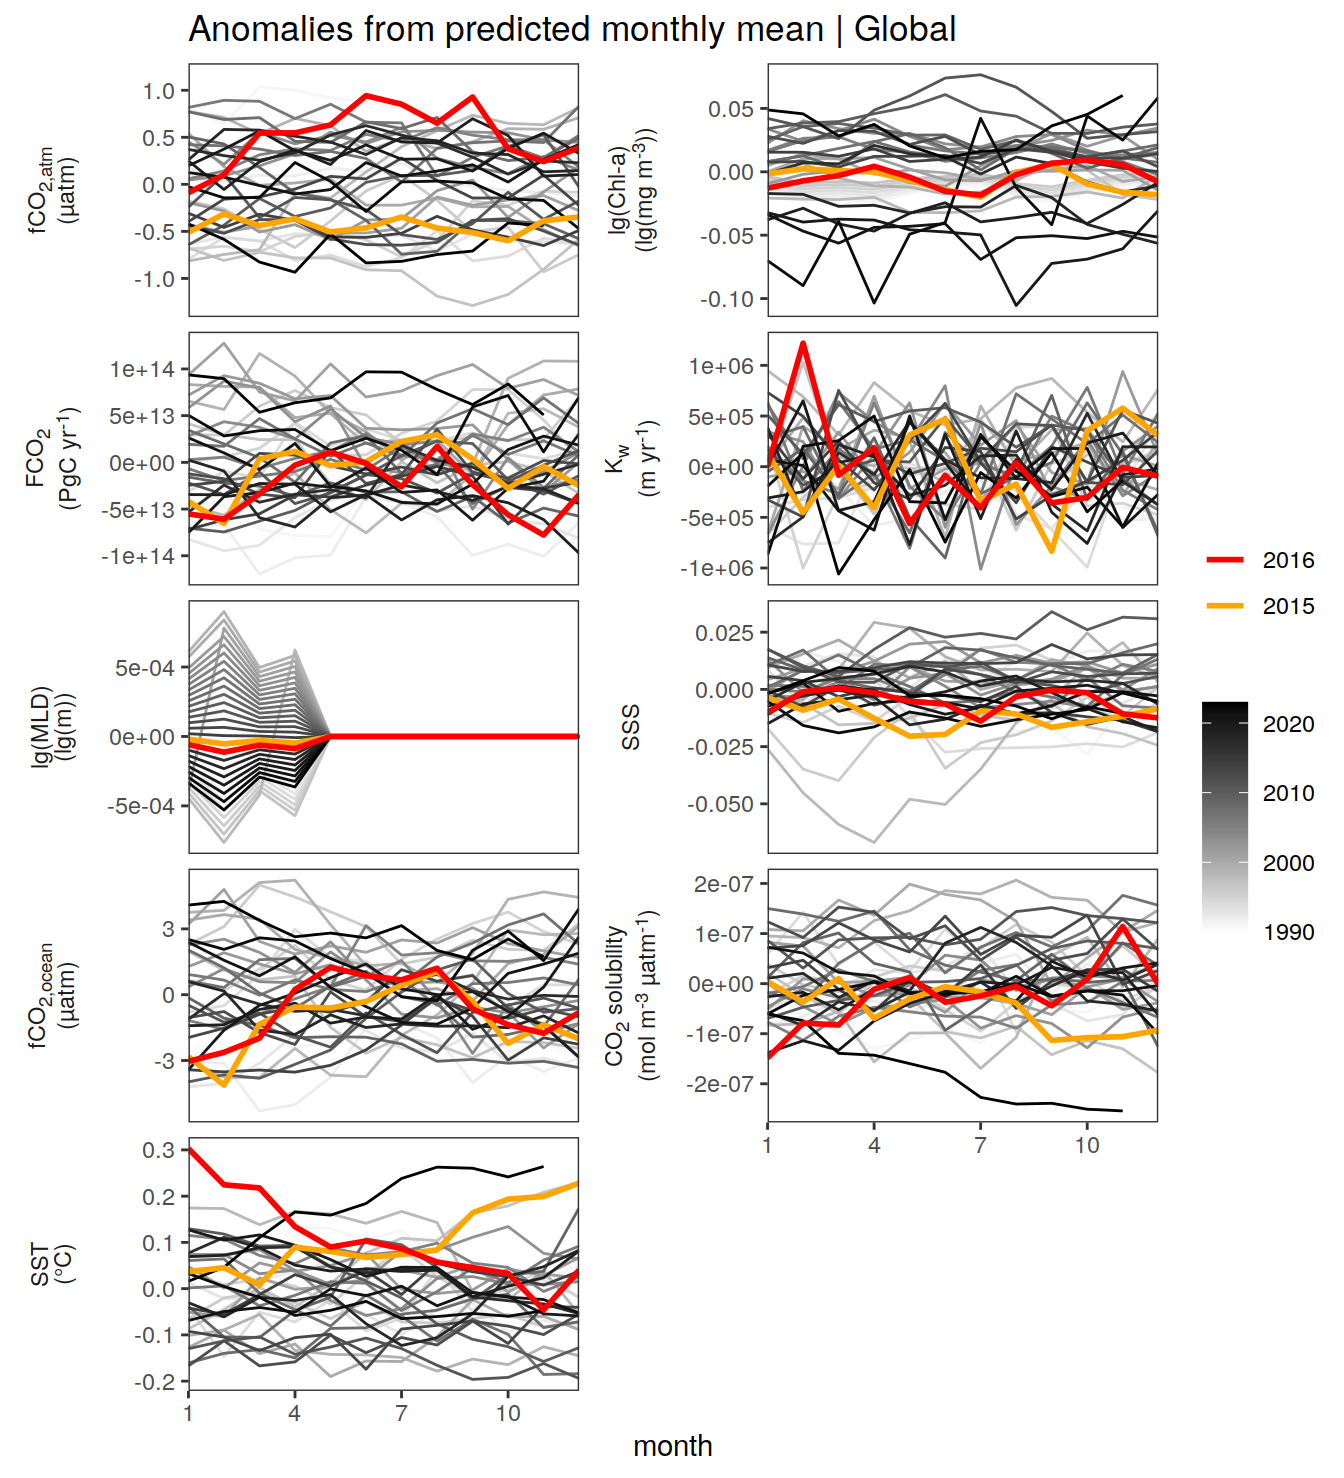 Anomalies from predicted monthly mean | Global
fCO2,atm
(µatm)
1.0
0.5
0.0
-0.5
-1.0
lg(Chl-a)
(lg(mg m-3))
0.05
0.00
-0.05
-0.10
FCO2
(PgC yr-1)
1e+14
5e+13
0e+00
-5e+13
-1e+14
Kw
(m yr-1)
1e+06
5e+05
0e+00
-5e+05
-1e+06
lg(MLD)
(lg(m))
5e-04
0e+00
-5e-04
SSS
0.025
0.000
-0.025
-0.050
fCO2,ocean
(µatm)
3
0
-3
CO2 solubility
(mol m-3 µatm-1)
2e-07
1e-07
0e+00
-1e-07
-2e-07
1 4 7 10
SST
(°C)
0.3
0.2
0.1
0.0
-0.1
-0.2
1 4 7 10
month
2016
2015
2020
2010
2000
1990